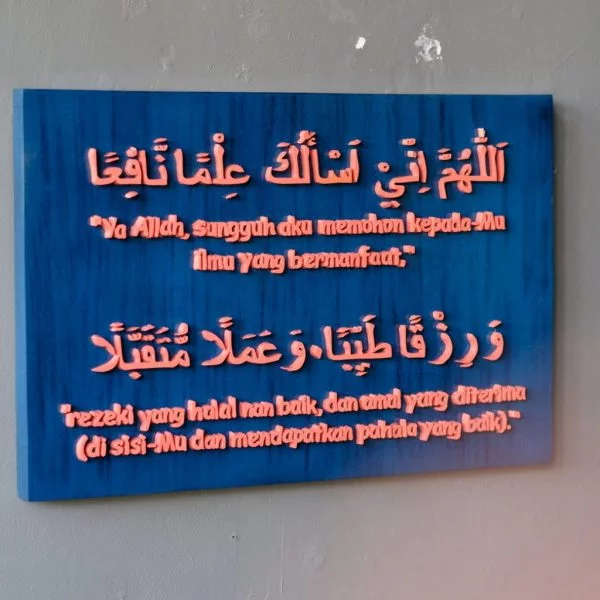 اَللّٰهُمَّ اِنِّيْ اَسْأَلُكَ عِلْمًا نَّافِعًا
"Ya Allah, sungguh aku memohon kepada-Mu
ilmu yang bermanfaat,"
وَرِزْقًا طَيِّبًا، وَعَمَلًا مُّتَقَبَّلًا
"rezeki yang halal nan baik, dan amal yang diterima
(di sisi-Mu dan mendapatkan pahala yang baik)."